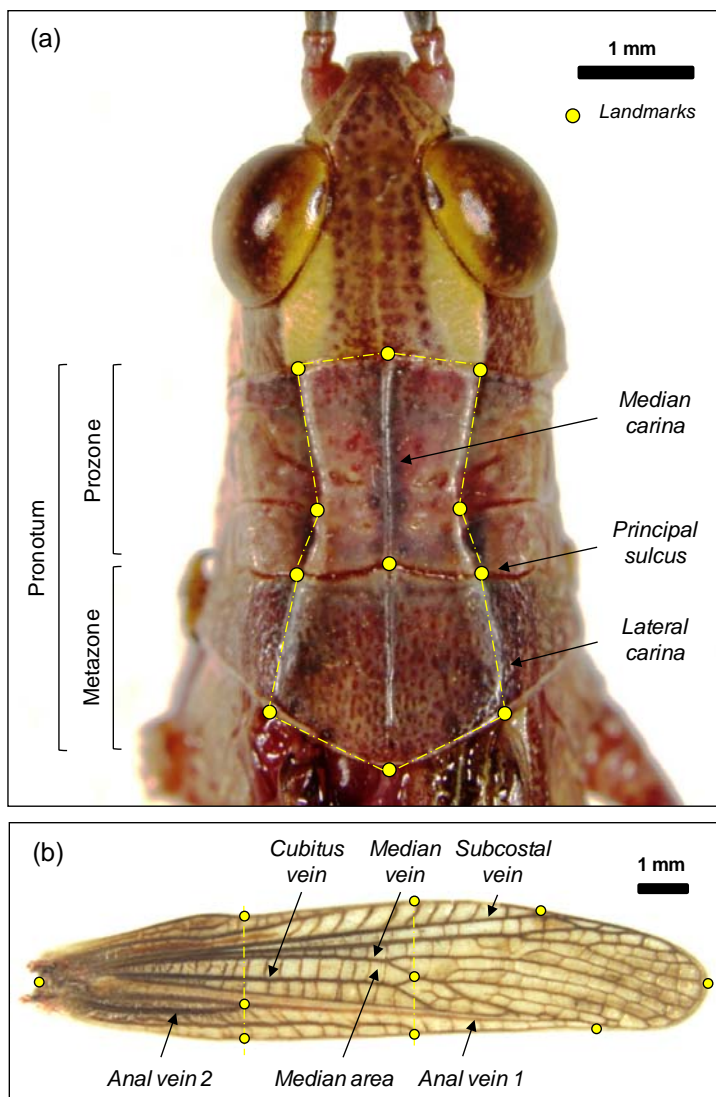 (a)
1 mm
Landmarks
Median
carina
Prozone
Pronotum
Principal
sulcus
Metazone
Lateral
carina
(b)
Cubitus
vein
Median
vein
Subcostal
vein
1 mm
Anal vein 2
Median area
Anal vein 1